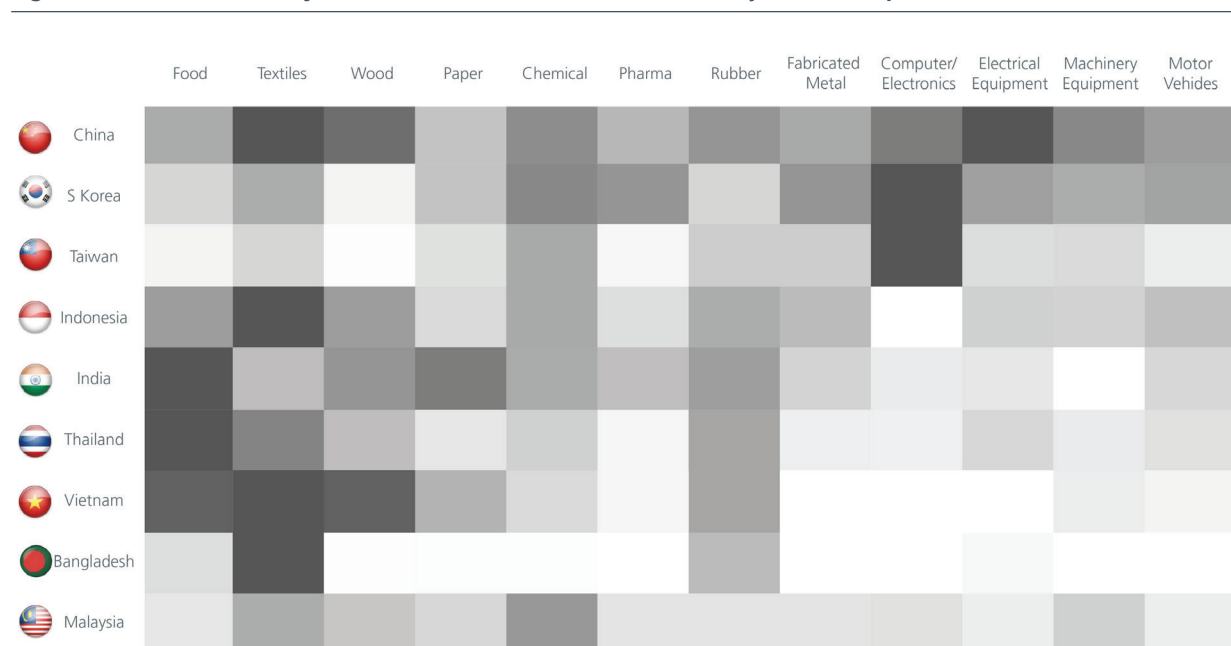 Food Textiles Wood Paper Chemical Pharma Rubber Fabricated Metal Computer/ Electronics Electrical Equipment Machinery Equipment Motor Vehides
China
S Korea
Taiwan
Indonesia
India
Thailand
Vietnam
Bangladesh
Malaysia